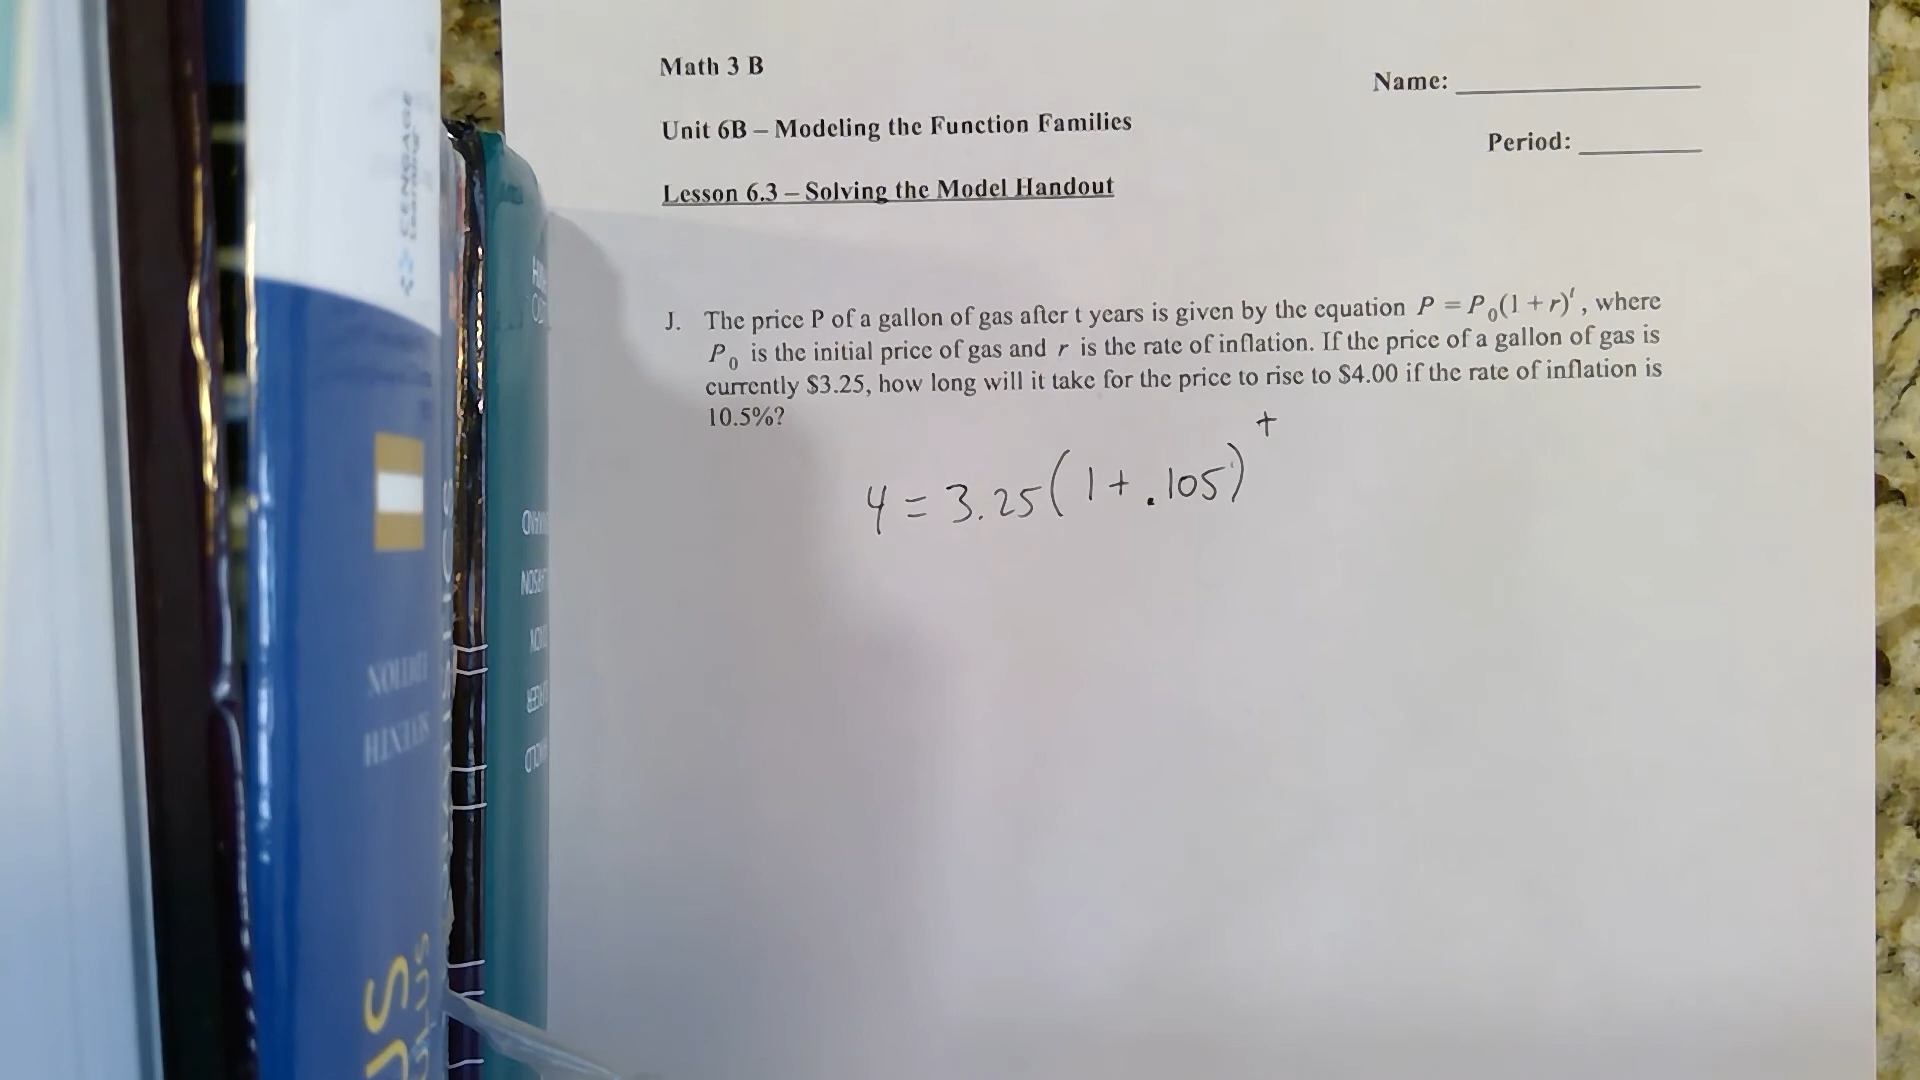 CENGAGE
Learning
EDITION
SIXTH
Math 3 B
Name:
Unit 6B – Modeling the Function Families
Period:
Lesson 6.3 – Solving the Model Handout
J. The price P of a gallon of gas after t years is given by the equation P = P₀(1 + r)ᵗ, where
P₀ is the initial price of gas and r is the rate of inflation. If the price of a gallon of gas is
currently $3.25, how long will it take for the price to rise to $4.00 if the rate of inflation is
10.5%?
4 = 3.25(1 + .105)ᵗ